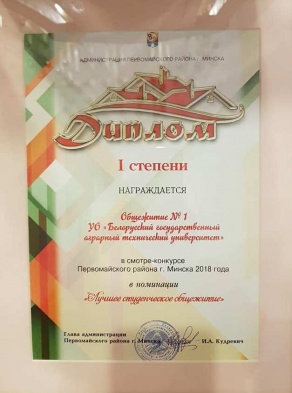 АДМИНИСТРАЦИЯ ПЕРВОМАЙСКОГО РАЙОНА Г. МИНСКА
Диплом
I степени
НАГРАЖДАЕТСЯ
Общежитие № 1
УО «Белорусский государственный
аграрный технический университет»
в смотре-конкурсе
Первомайского района г. Минска 2018 года
в номинации
«Лучшее студенческое общежитие»
Глава администрации
Первомайского района г. Минска И.А. Кудревич